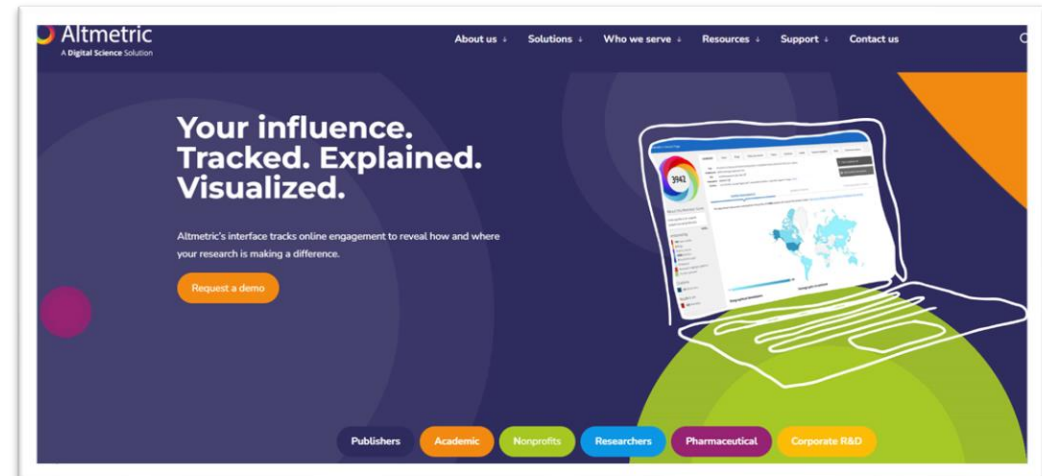 Altmetric
A Digital Science Solution
About us ↓ Solutions ↓ Who we serve ↓ Resources ↓ Support ↓ Contact us
Your influence.
Tracked. Explained.
Visualized.
Altmetric's interface tracks online engagement to reveal how and where
your research is making a difference.
Request a demo
3942
Publishers Academic Nonprofits Researchers Pharmaceutical Corporate R&D